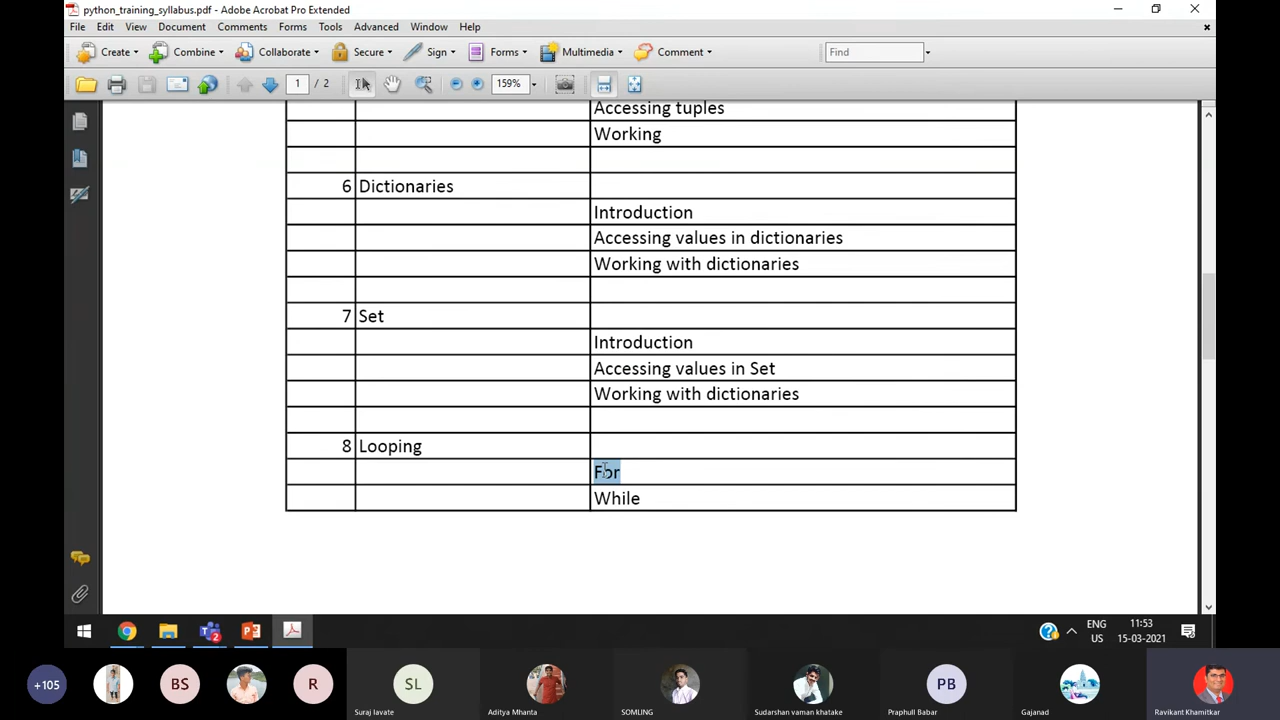 python_training_syllabus.pdf - Adobe Acrobat Pro Extended
File Edit View Document Comments Forms Tools Advanced Window Help
Create Combine Collaborate Secure Sign Forms Multimedia Comment Find
1 / 2 159%
Accessing tuples
Working
6 Dictionaries
Introduction
Accessing values in dictionaries
Working with dictionaries
7 Set
Introduction
Accessing values in Set
Working with dictionaries
8 Looping
For
While
ENG 11:53
US 15-03-2021
2
+105 BS R SL PB
Suraj lavate Aditya Mhanta SOMLING Sudarshan vaman khatake Praphull Babar Gajanad Ravikant Khamitkar